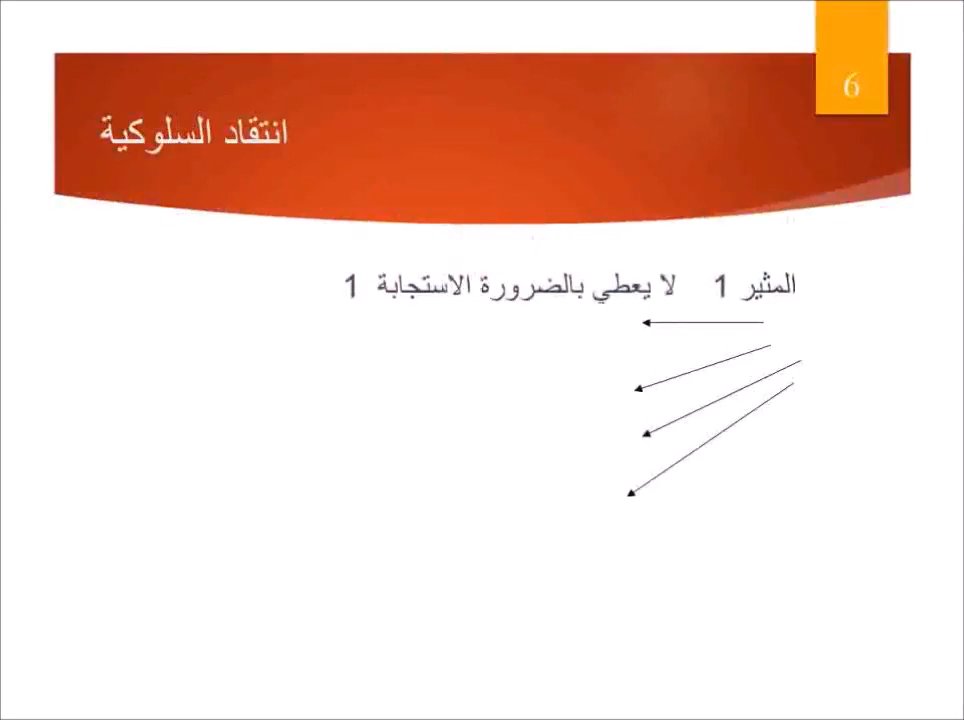 6
انتقاد السلوكية
المثير 1 لا يعطي بالضرورة الاستجابة 1